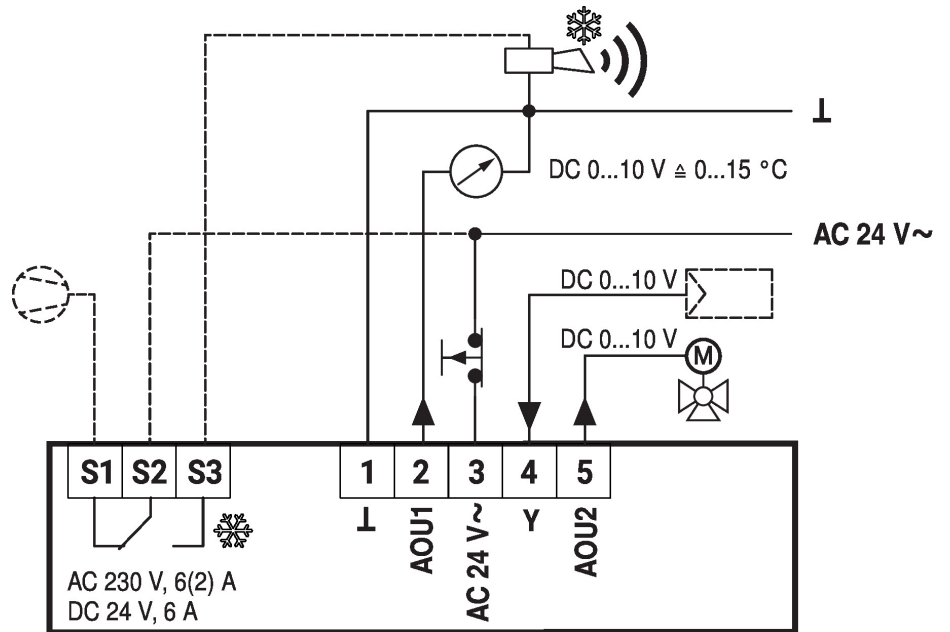 ⊥
DC 0...10 V ≙ 0...15 °C
AC 24 V~
DC 0...10 V
DC 0...10 V
M
S1 S2 S3 1 2 3 4 5
⊥ AOU1 AC 24 V~ Y AOU2
AC 230 V, 6(2) A
DC 24 V, 6 A